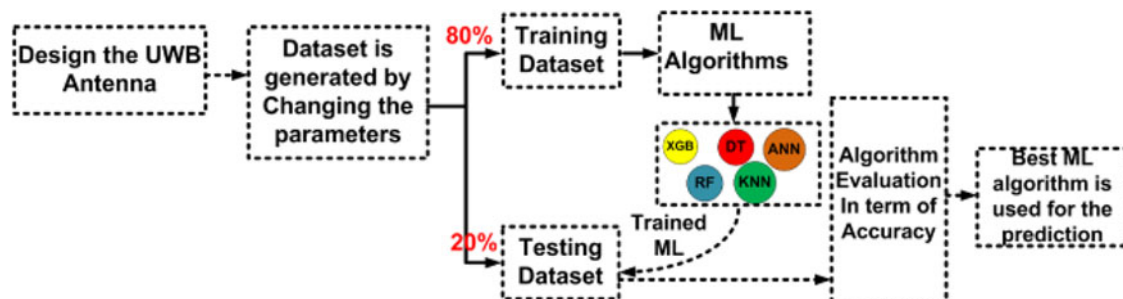 Design the UWB
Antenna
Dataset is
generated by
Changing the
parameters
80%
Training
Dataset
ML
Algorithms
XGB
DT
ANN
RF
KNN
Trained
ML
20%
Testing
Dataset
Algorithm
Evaluation
In term of
Accuracy
Best ML
algorithm is
used for the
prediction